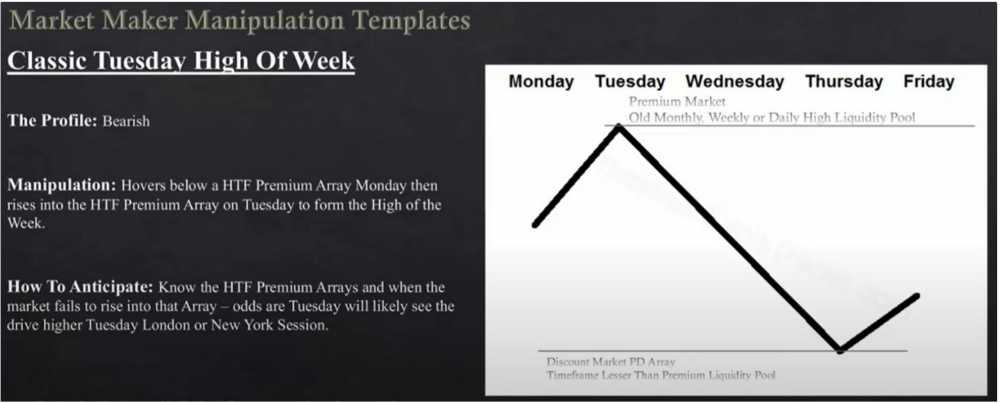 Market Maker Manipulation Templates
Classic Tuesday High Of Week
The Profile: Bearish
Manipulation: Hovers below a HTF Premium Array Monday then
rises into the HTF Premium Array on Tuesday to form the High of the
Week.
How To Anticipate: Know the HTF Premium Arrays and when the
market fails to rise into that Array – odds are Tuesday will likely see the
drive higher Tuesday London or New York Session.
Monday Tuesday Wednesday Thursday Friday
Premium Market
Old Monthly, Weekly or Daily High Liquidity Pool
Discount Market PD Array
Timeframe Lesser Than Premium Liquidity Pool